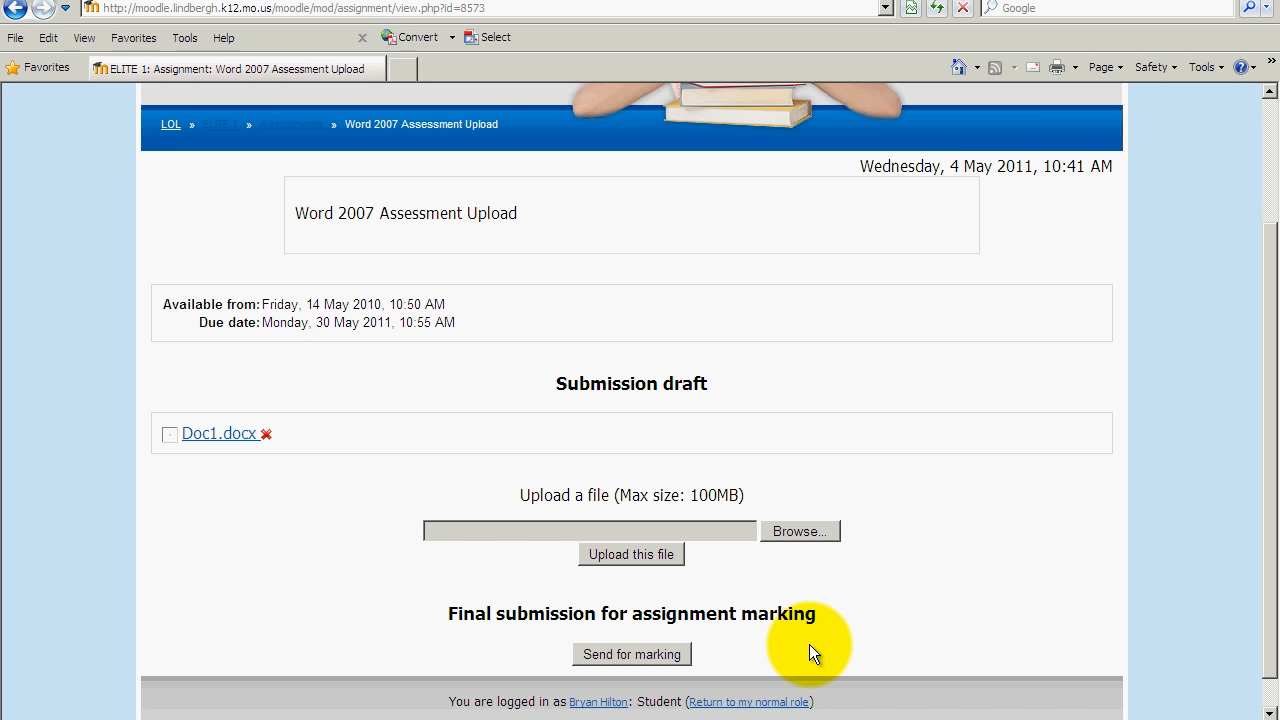 http://moodle.lindbergh.k12.mo.us/moodle/mod/assignment/view.php?id=8573
Google
File Edit View Favorites Tools Help x Convert Select
Favorites ELITE 1: Assignment: Word 2007 Assessment Upload Page Safety Tools »
LOL » ELITE 1 » Assignments » Word 2007 Assessment Upload
Wednesday, 4 May 2011, 10:41 AM
Word 2007 Assessment Upload
Available from: Friday, 14 May 2010, 10:50 AM
Due date: Monday, 30 May 2011, 10:55 AM
Submission draft
Doc1.docx
Upload a file (Max size: 100MB)
Browse...
Upload this file
Final submission for assignment marking
Send for marking
You are logged in as Bryan Hilton: Student (Return to my normal role)